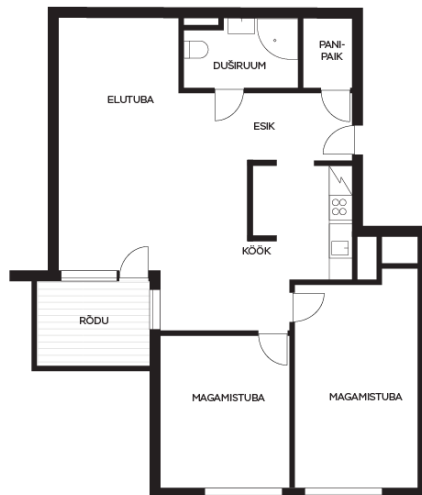 PANI-
PAIK
DUŠIRUUM
ELUTUBA
ESIK
KÖÖK
RÕDU
MAGAMISTUBA
MAGAMISTUBA